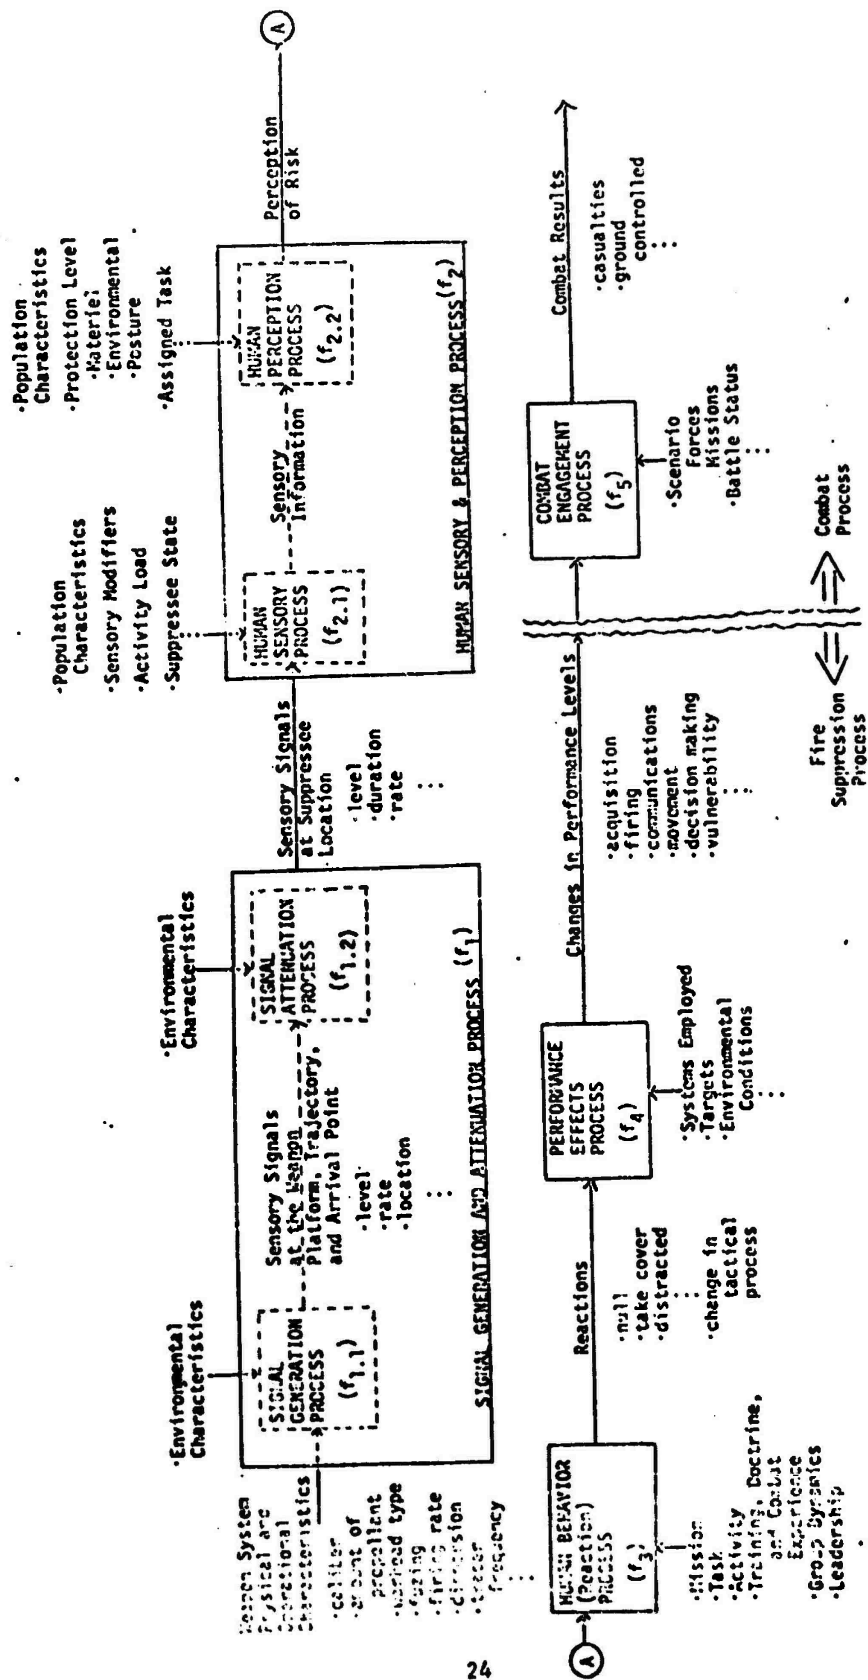 Weapon System
Physical and
Operational
Characteristics
·caliber
·amount of
propellant
·warhead type
·fuzing
·firing rate
·dimension
·tracer
frequency
...
·Environmental
Characteristics
SIGNAL
GENERATION
PROCESS
(f1.1)
Sensory Signals
at the Weapon
Platform, Trajectory,
and Arrival Point
·level
·rate
·location
...
·Environmental
Characteristics
SIGNAL
ATTENUATION
PROCESS
(f1.2)
SIGNAL GENERATION AND ATTENUATION PROCESS (f1)
Sensory Signals
at Suppressee
Location
·level
·duration
·rate
...
·Population
Characteristics
·Sensory Modifiers
·Activity Load
·Suppressee State
HUMAN
SENSORY
PROCESS
(f2.1)
Sensory
Information
·Population
Characteristics
·Protection Level
·Materiel
·Environmental
·Posture
·Assigned Task
HUMAN
PERCEPTION
PROCESS
(f2.2)
HUMAN SENSORY & PERCEPTION PROCESS (f2)
Perception
of Risk
A
A
HUMAN BEHAVIOR
(Reaction)
PROCESS
(f3)
·Mission
·Task
·Activity
·Training, Doctrine,
and Combat
Experience
·Group Dynamics
·Leadership
Reactions
·null
·take cover
·distracted
...
·change in
tactical
process
PERFORMANCE
EFFECTS
PROCESS
(f4)
·Systems Employed
·Targets
·Environmental
Conditions
...
Changes in Performance Levels
·acquisition
·firing
·communications
·movement
·decision making
·vulnerability
...
Fire
Suppression
Process
Combat
Process
COMBAT
ENGAGEMENT
PROCESS
(f5)
·Scenario
Forces
Missions
·Battle Status
...
Combat Results
·casualties
·ground
controlled
...
24